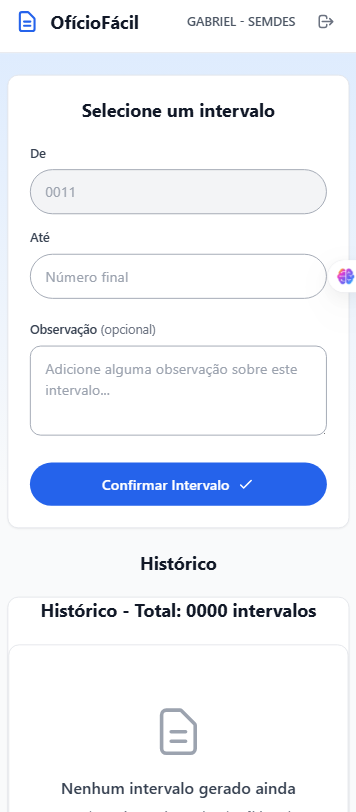 OfícioFácil
GABRIEL - SEMDES
Selecione um intervalo
De
0011
Até
Número final
Observação (opcional)
Adicione alguma observação sobre este
intervalo...
Confirmar Intervalo
Histórico
Histórico - Total: 0000 intervalos
Nenhum intervalo gerado ainda